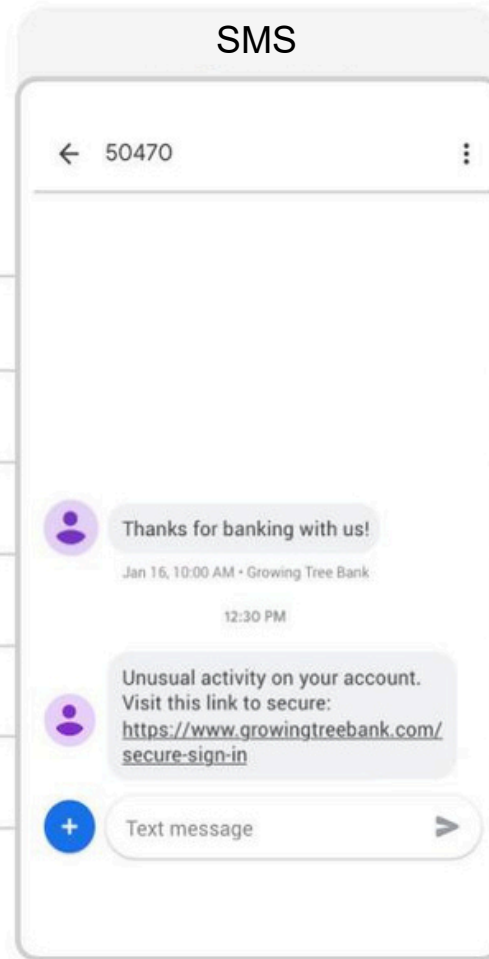 SMS
50470
Thanks for banking with us!
Jan 16, 10:00 AM • Growing Tree Bank
12:30 PM
Unusual activity on your account.
Visit this link to secure:
https://www.growingtreebank.com/
secure-sign-in
Text message